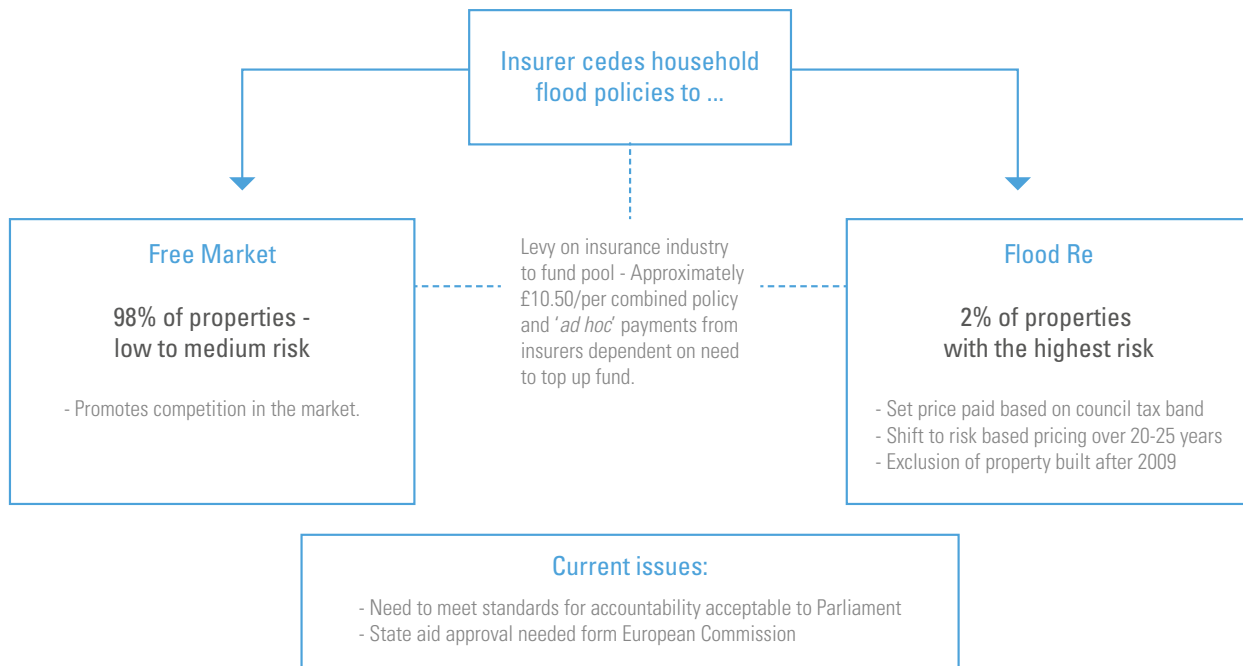 Insurer cedes household
flood policies to ...
Free Market
98% of properties -
low to medium risk
- Promotes competition in the market.
Levy on insurance industry
to fund pool - Approximately
£10.50/per combined policy
and ‘ad hoc’ payments from
insurers dependent on need
to top up fund.
Flood Re
2% of properties
with the highest risk
- Set price paid based on council tax band
- Shift to risk based pricing over 20-25 years
- Exclusion of property built after 2009
Current issues:
- Need to meet standards for accountability acceptable to Parliament
- State aid approval needed form European Commission